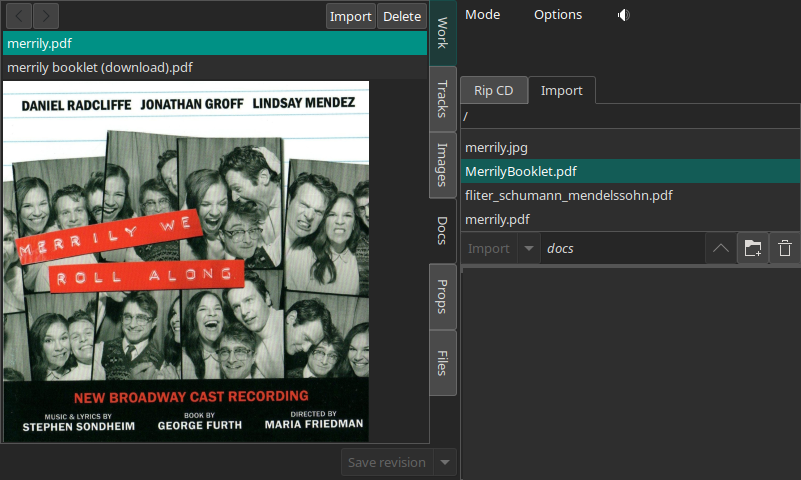 Import Delete
merrily.pdf
merrily booklet (download).pdf
DANIEL RADCLIFFE JONATHAN GROFF LINDSAY MENDEZ
MERRILY WE
ROLL ALONG
NEW BROADWAY CAST RECORDING
MUSIC & LYRICS BY
STEPHEN SONDHEIM
BOOK BY
GEORGE FURTH
DIRECTED BY
MARIA FRIEDMAN
Save revision
Work
Tracks
Images
Docs
Props
Files
Mode Options
Rip CD Import
/
merrily.jpg
MerrilyBooklet.pdf
fliter_schumann_mendelssohn.pdf
merrily.pdf
Import docs